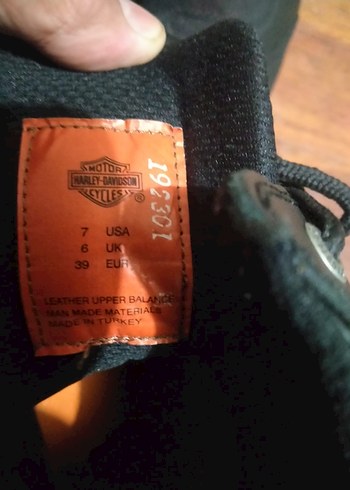 MOTOR
HARLEY-DAVIDSON
CYCLES
®
7 USA
6 UK
39 EUR
LEATHER UPPER BALANCE
MAN MADE MATERIALS
MADE IN TURKEY
192301